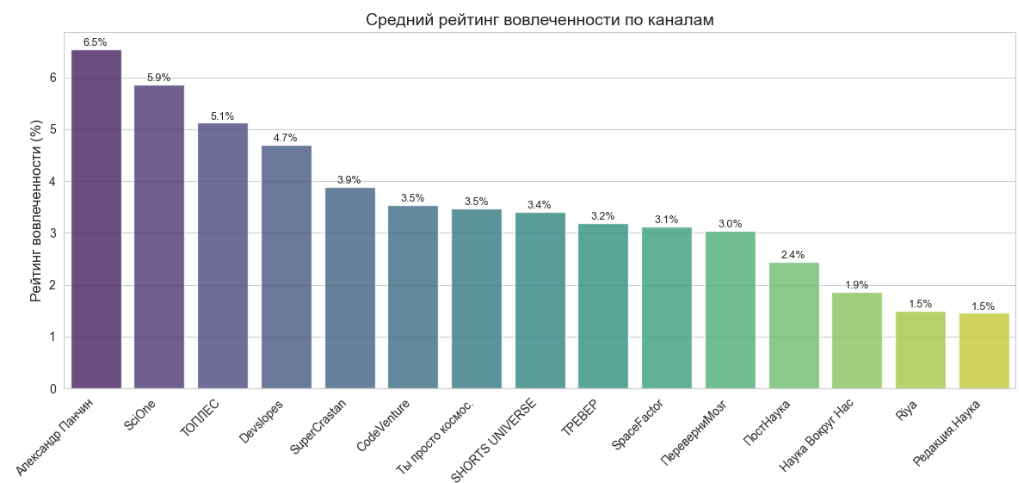 Средний рейтинг вовлеченности по каналам
Рейтинг вовлеченности (%)
6
5
4
3
2
1
0
6.5%
5.9%
5.1%
4.7%
3.9%
3.5%
3.5%
3.4%
3.2%
3.1%
3.0%
2.4%
1.9%
1.5%
1.5%
Александр Панчин
SciOne
ТОПЛЕС
Devslopes
SuperCrastan
CodeVenture
Ты просто космос.
SHORTS UNIVERSE
ТРЕВЕР
SpaceFactor
ПеревериМозг
ПостНаука
Наука Вокруг Нас
Riya
Редакция.Наука